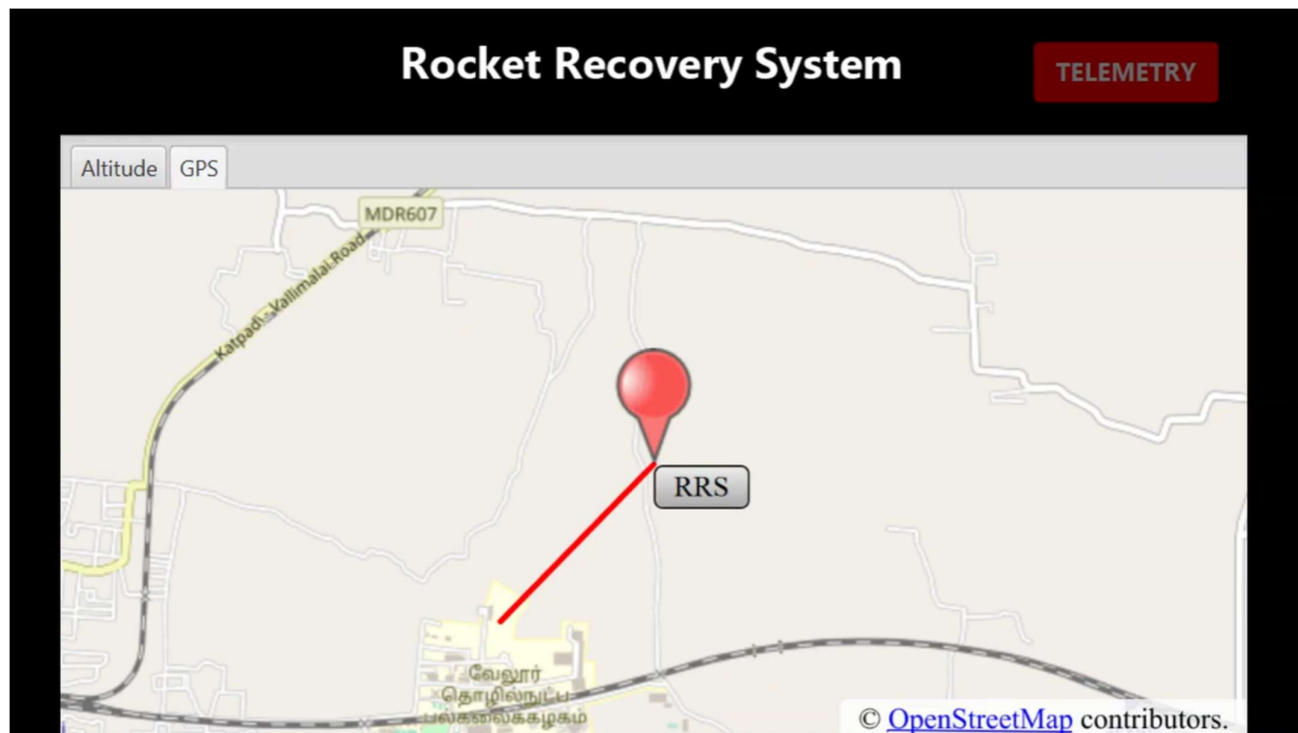 Rocket Recovery System
TELEMETRY
Altitude
GPS
MDR607
Katpadi - Vallimalai Road
RRS
வேலூர்
தொழில்நுட்ப
பல்கலைக்கழகம்
© OpenStreetMap contributors.